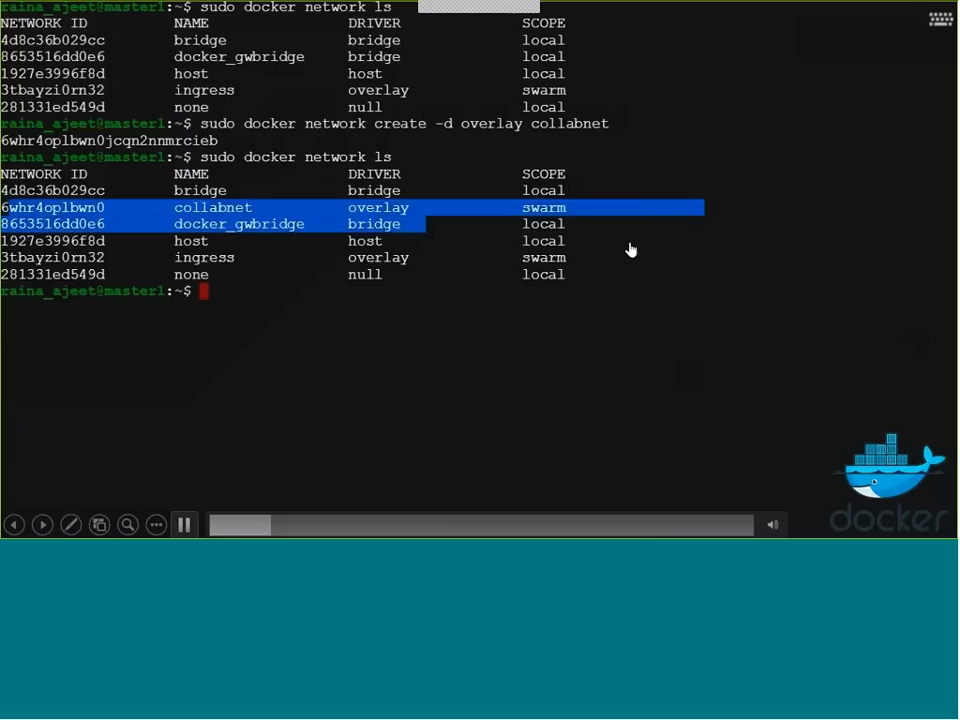 raina_ajeet@master1:~$ sudo docker network ls
NETWORK ID NAME DRIVER SCOPE
4d8c36b029cc bridge bridge local
8653516dd0e6 docker_gwbridge bridge local
1927e3996f8d host host local
3tbayzi0rn32 ingress overlay swarm
281331ed549d none null local
raina_ajeet@master1:~$ sudo docker network create -d overlay collabnet
6whr4oplbwn0jcqn2nnmrcieb
raina_ajeet@master1:~$ sudo docker network ls
NETWORK ID NAME DRIVER SCOPE
4d8c36b029cc bridge bridge local
6whr4oplbwn0 collabnet overlay swarm
8653516dd0e6 docker_gwbridge bridge local
1927e3996f8d host host local
3tbayzi0rn32 ingress overlay swarm
281331ed549d none null local
raina_ajeet@master1:~$
docker